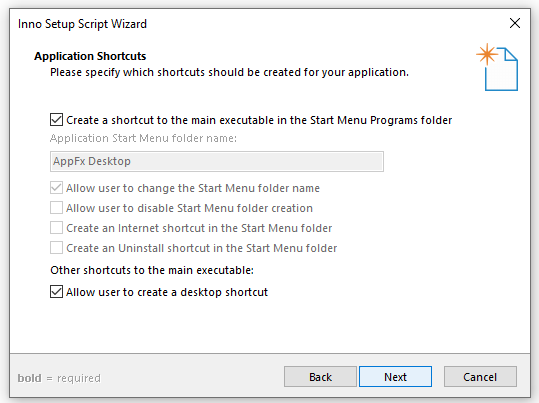 Inno Setup Script Wizard
Application Shortcuts
Please specify which shortcuts should be created for your application.
Create a shortcut to the main executable in the Start Menu Programs folder
Application Start Menu folder name:
AppFx Desktop
Allow user to change the Start Menu folder name
Allow user to disable Start Menu folder creation
Create an Internet shortcut in the Start Menu folder
Create an Uninstall shortcut in the Start Menu folder
Other shortcuts to the main executable:
Allow user to create a desktop shortcut
bold = required
Back Next Cancel